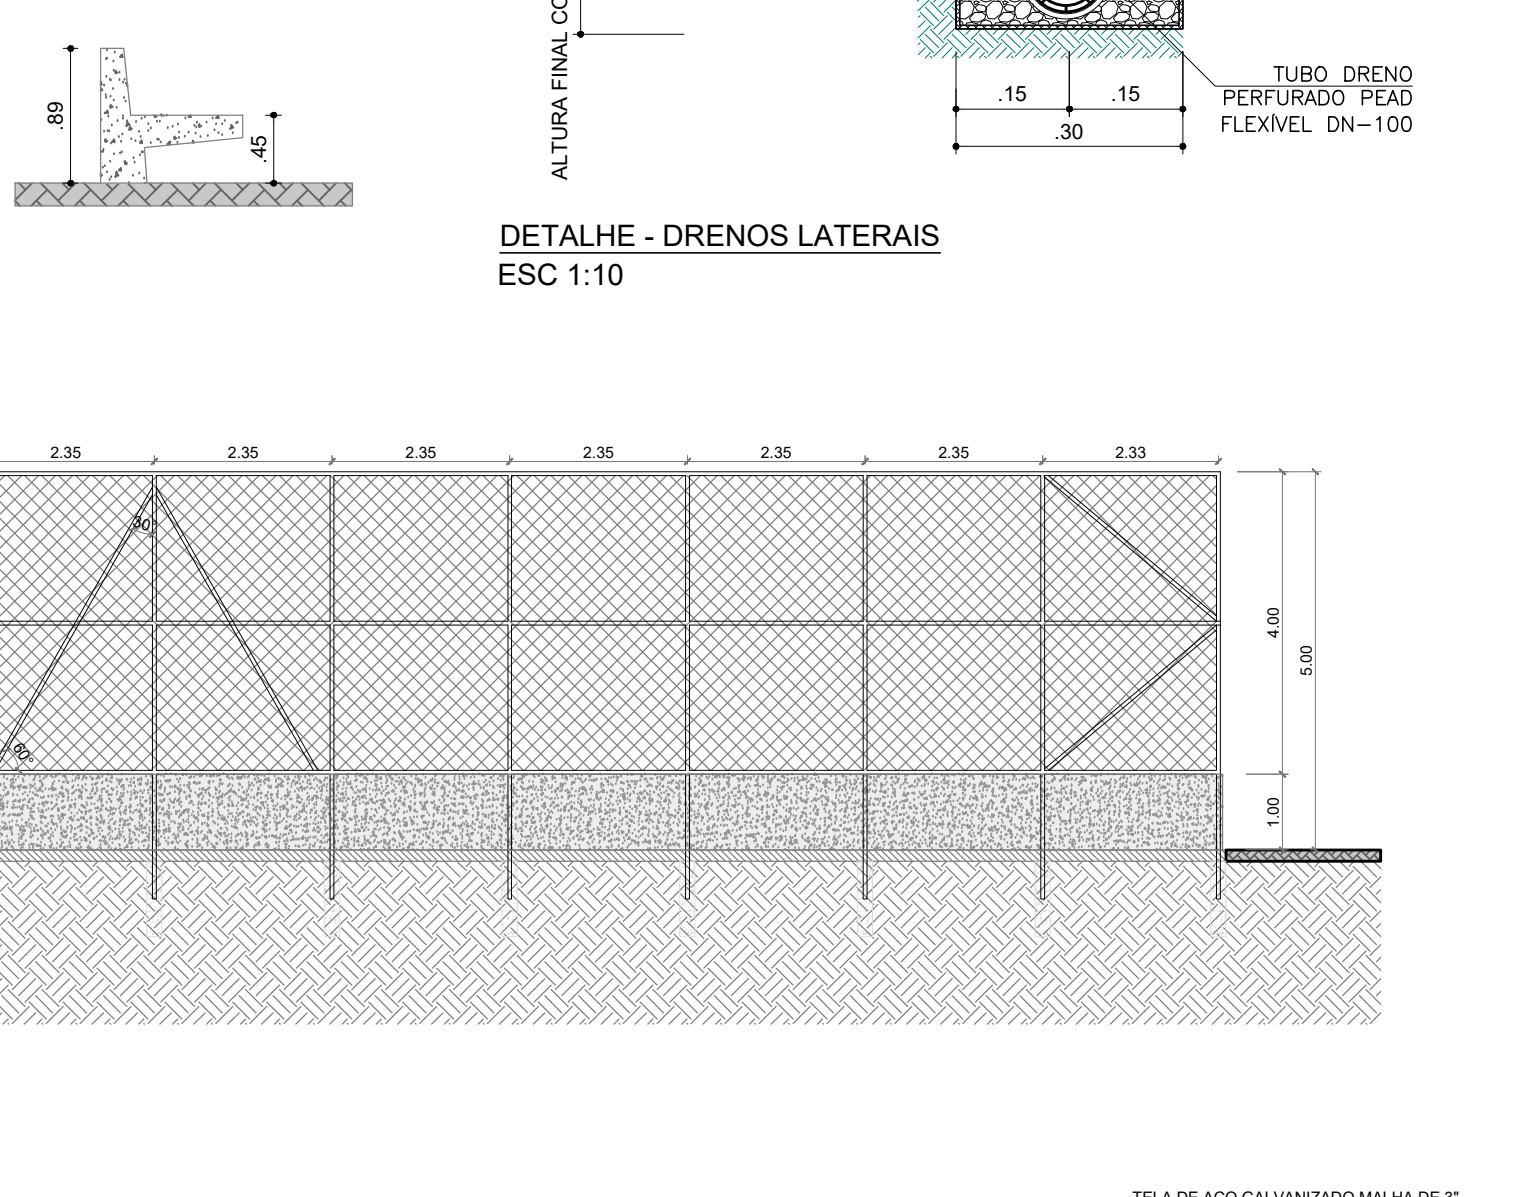 .89
.45
ALTURA FINAL CO
.15
.15
.30
TUBO DRENO
PERFURADO PEAD
FLEXÍVEL DN-100
DETALHE - DRENOS LATERAIS
ESC 1:10
2.35
2.35
2.35
2.35
2.35
2.35
2.33
30°
60°
4.00
5.00
1.00
TELA DE AÇO GALVANIZADO MALHA DE 3"